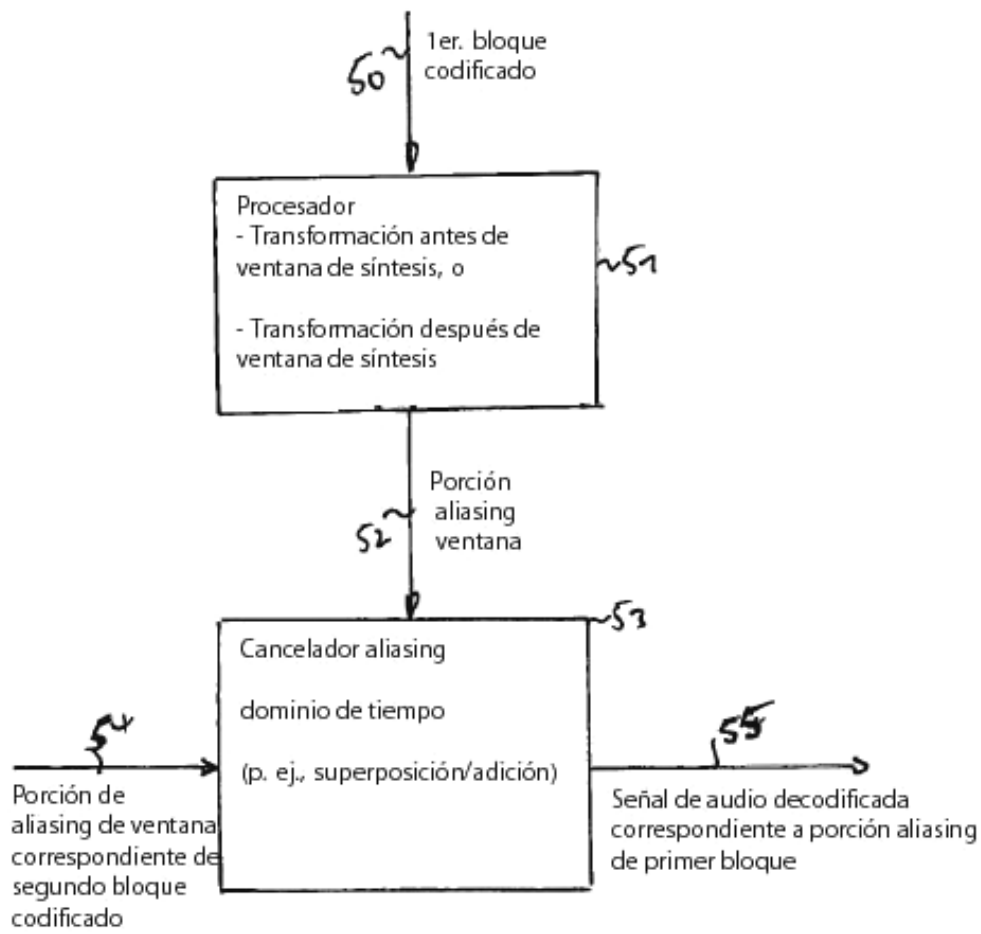 1er. bloque
codificado
50
Procesador
- Transformación antes de
ventana de síntesis, o
- Transformación después de
ventana de síntesis
51
Porción
aliasing
ventana
52
53
Cancelador aliasing
dominio de tiempo
(p. ej., superposición/adición)
54
Porción de
aliasing de ventana
correspondiente de
segundo bloque
codificado
55
Señal de audio decodificada
correspondiente a porción aliasing
de primer bloque